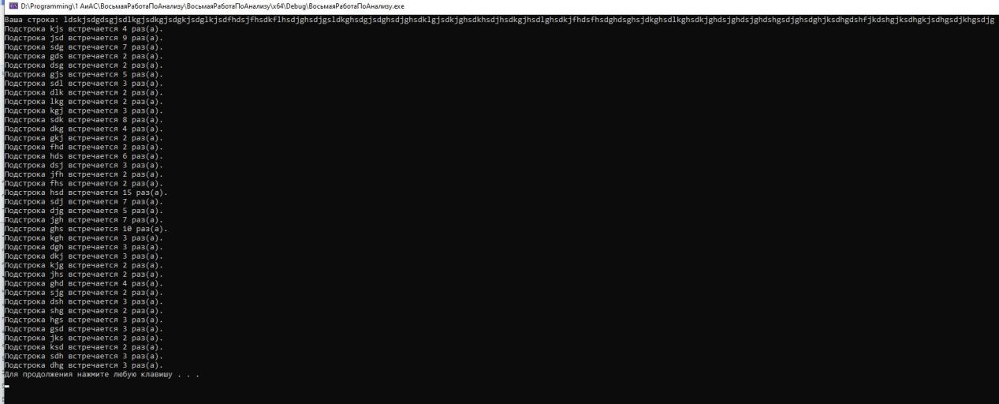 D:\Programming\1 АиАС\ВосьмаяРаботаПоАнализу\ВосьмаяРаботаПоАнализу\x64\Debug\ВосьмаяРаботаПоАнализу.exe
Ваша строка: ldskjsdgdsgjsdlkgjsdkgjsdgkjsdglkjsdfhdsjfhsdkflhsdjghsdjgsldkghsdgjsdghsdjghsdklgjsdkjghsdkhsdjhsdkgjhsdlghsdkjfhdsfhsdghdsghsjdkghsdlkghsdkjghdsjghdsjghdshgsdjghsdghjksdhgdshfjkdshgjksdhgkjsdhgsdjkhgsdjg
Подстрока kjs встречается 4 раз(а).
Подстрока jsd встречается 9 раз(а).
Подстрока sdg встречается 7 раз(а).
Подстрока gds встречается 2 раз(а).
Подстрока dsg встречается 2 раз(а).
Подстрока gjs встречается 5 раз(а).
Подстрока sdl встречается 3 раз(а).
Подстрока dlk встречается 2 раз(а).
Подстрока lkg встречается 2 раз(а).
Подстрока kgj встречается 3 раз(а).
Подстрока sdk встречается 8 раз(а).
Подстрока dkg встречается 4 раз(а).
Подстрока gkj встречается 2 раз(а).
Подстрока fhd встречается 2 раз(а).
Подстрока hds встречается 6 раз(а).
Подстрока dsj встречается 3 раз(а).
Подстрока jfh встречается 2 раз(а).
Подстрока fhs встречается 2 раз(а).
Подстрока hsd встречается 15 раз(а).
Подстрока sdj встречается 7 раз(а).
Подстрока djg встречается 5 раз(а).
Подстрока jgh встречается 7 раз(а).
Подстрока ghs встречается 10 раз(а).
Подстрока kgh встречается 3 раз(а).
Подстрока dgh встречается 3 раз(а).
Подстрока dkj встречается 3 раз(а).
Подстрока kjg встречается 2 раз(а).
Подстрока jhs встречается 2 раз(а).
Подстрока ghd встречается 4 раз(а).
Подстрока sjg встречается 2 раз(а).
Подстрока dsh встречается 3 раз(а).
Подстрока shg встречается 2 раз(а).
Подстрока hgs встречается 3 раз(а).
Подстрока gsd встречается 3 раз(а).
Подстрока jks встречается 2 раз(а).
Подстрока ksd встречается 2 раз(а).
Подстрока sdh встречается 3 раз(а).
Подстрока dhg встречается 3 раз(а).
Для продолжения нажмите любую клавишу . . .